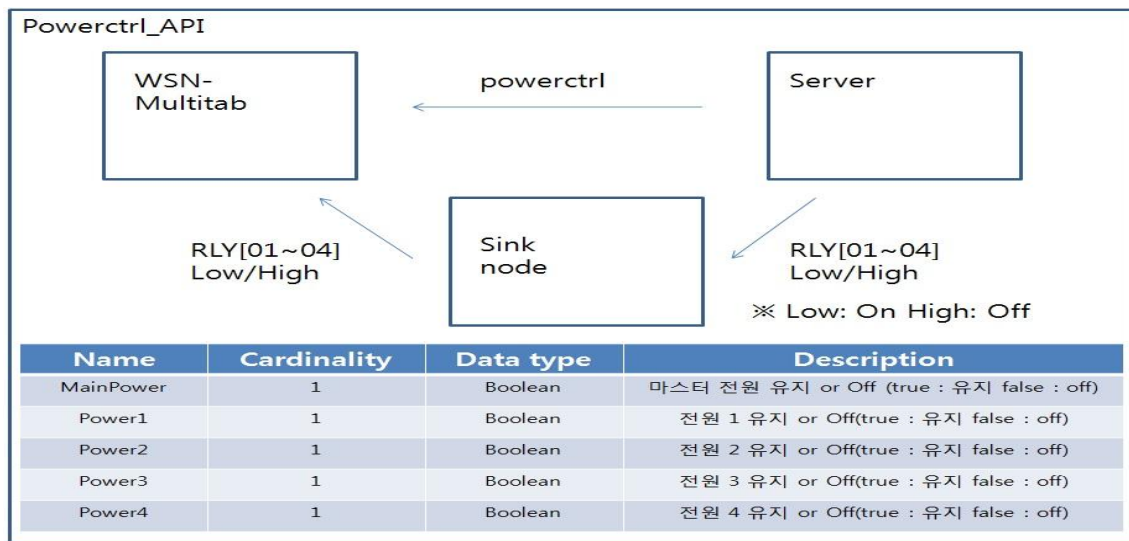 Powerctrl_API
WSN-
Multitab
powerctrl
Server
Sink
node
RLY[01~04]
Low/High
RLY[01~04]
Low/High
※ Low: On High: Off
Name Cardinality Data type Description
MainPower 1 Boolean 마스터 전원 유지 or Off (true : 유지 false : off)
Power1 1 Boolean 전원 1 유지 or Off(true : 유지 false : off)
Power2 1 Boolean 전원 2 유지 or Off(true : 유지 false : off)
Power3 1 Boolean 전원 3 유지 or Off(true : 유지 false : off)
Power4 1 Boolean 전원 4 유지 or Off(true : 유지 false : off)